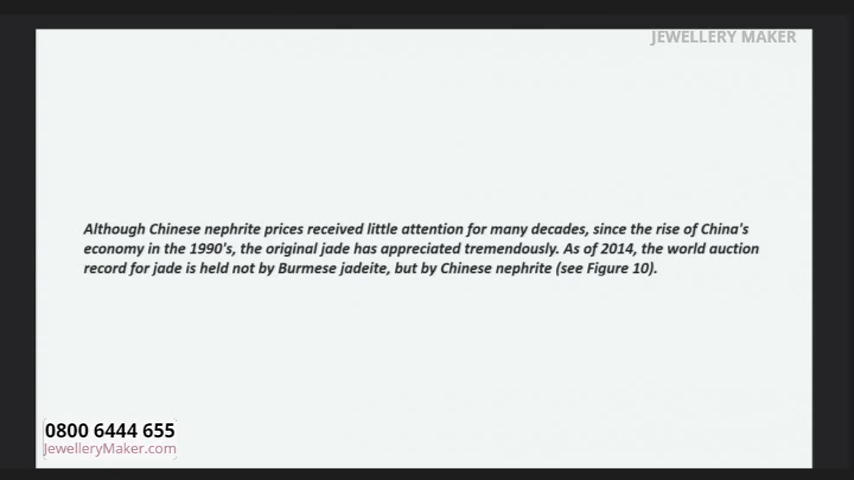 JEWELLERY MAKER
Although Chinese nephrite prices received little attention for many decades, since the rise of China's
economy in the 1990's, the original jade has appreciated tremendously. As of 2014, the world auction
record for jade is held not by Burmese jadeite, but by Chinese nephrite (see Figure 10).
0800 6444 655
JewelleryMaker.com